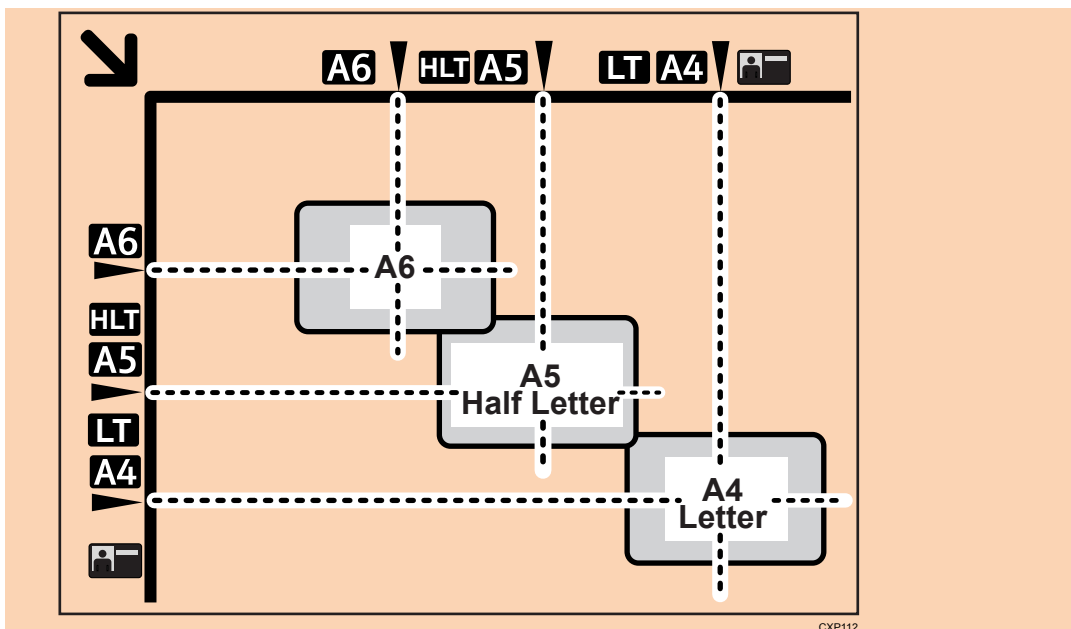 A6 HLT A5 LT A4
A6
A6
HLT
A5
A5
Half Letter
LT
A4
A4
Letter
CXP112